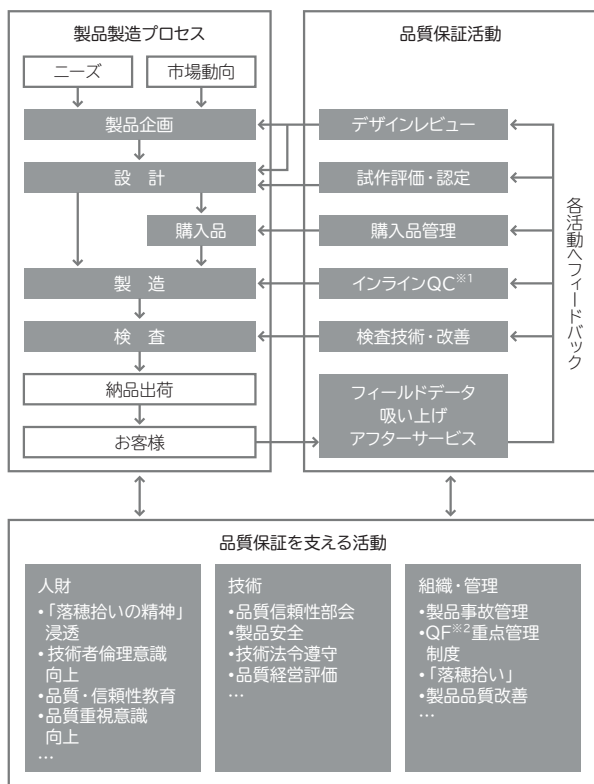 製品製造プロセス
ニーズ
市場動向
製品企画
設 計
購入品
製 造
検 査
納品出荷
お客様
品質保証活動
デザインレビュー
試作評価・認定
購入品管理
インラインQC※1
検査技術・改善
フィールドデータ
吸い上げ
アフターサービス
各活動へフィードバック
品質保証を支える活動
人財
•「落穂拾いの精神」
浸透
•技術者倫理意識
向上
•品質・信頼性教育
•品質重視意識
向上
…
技術
•品質信頼性部会
•製品安全
•技術法令遵守
•品質経営評価
…
組織・管理
•製品事故管理
•QF※2重点管理
制度
•「落穂拾い」
•製品品質改善
…